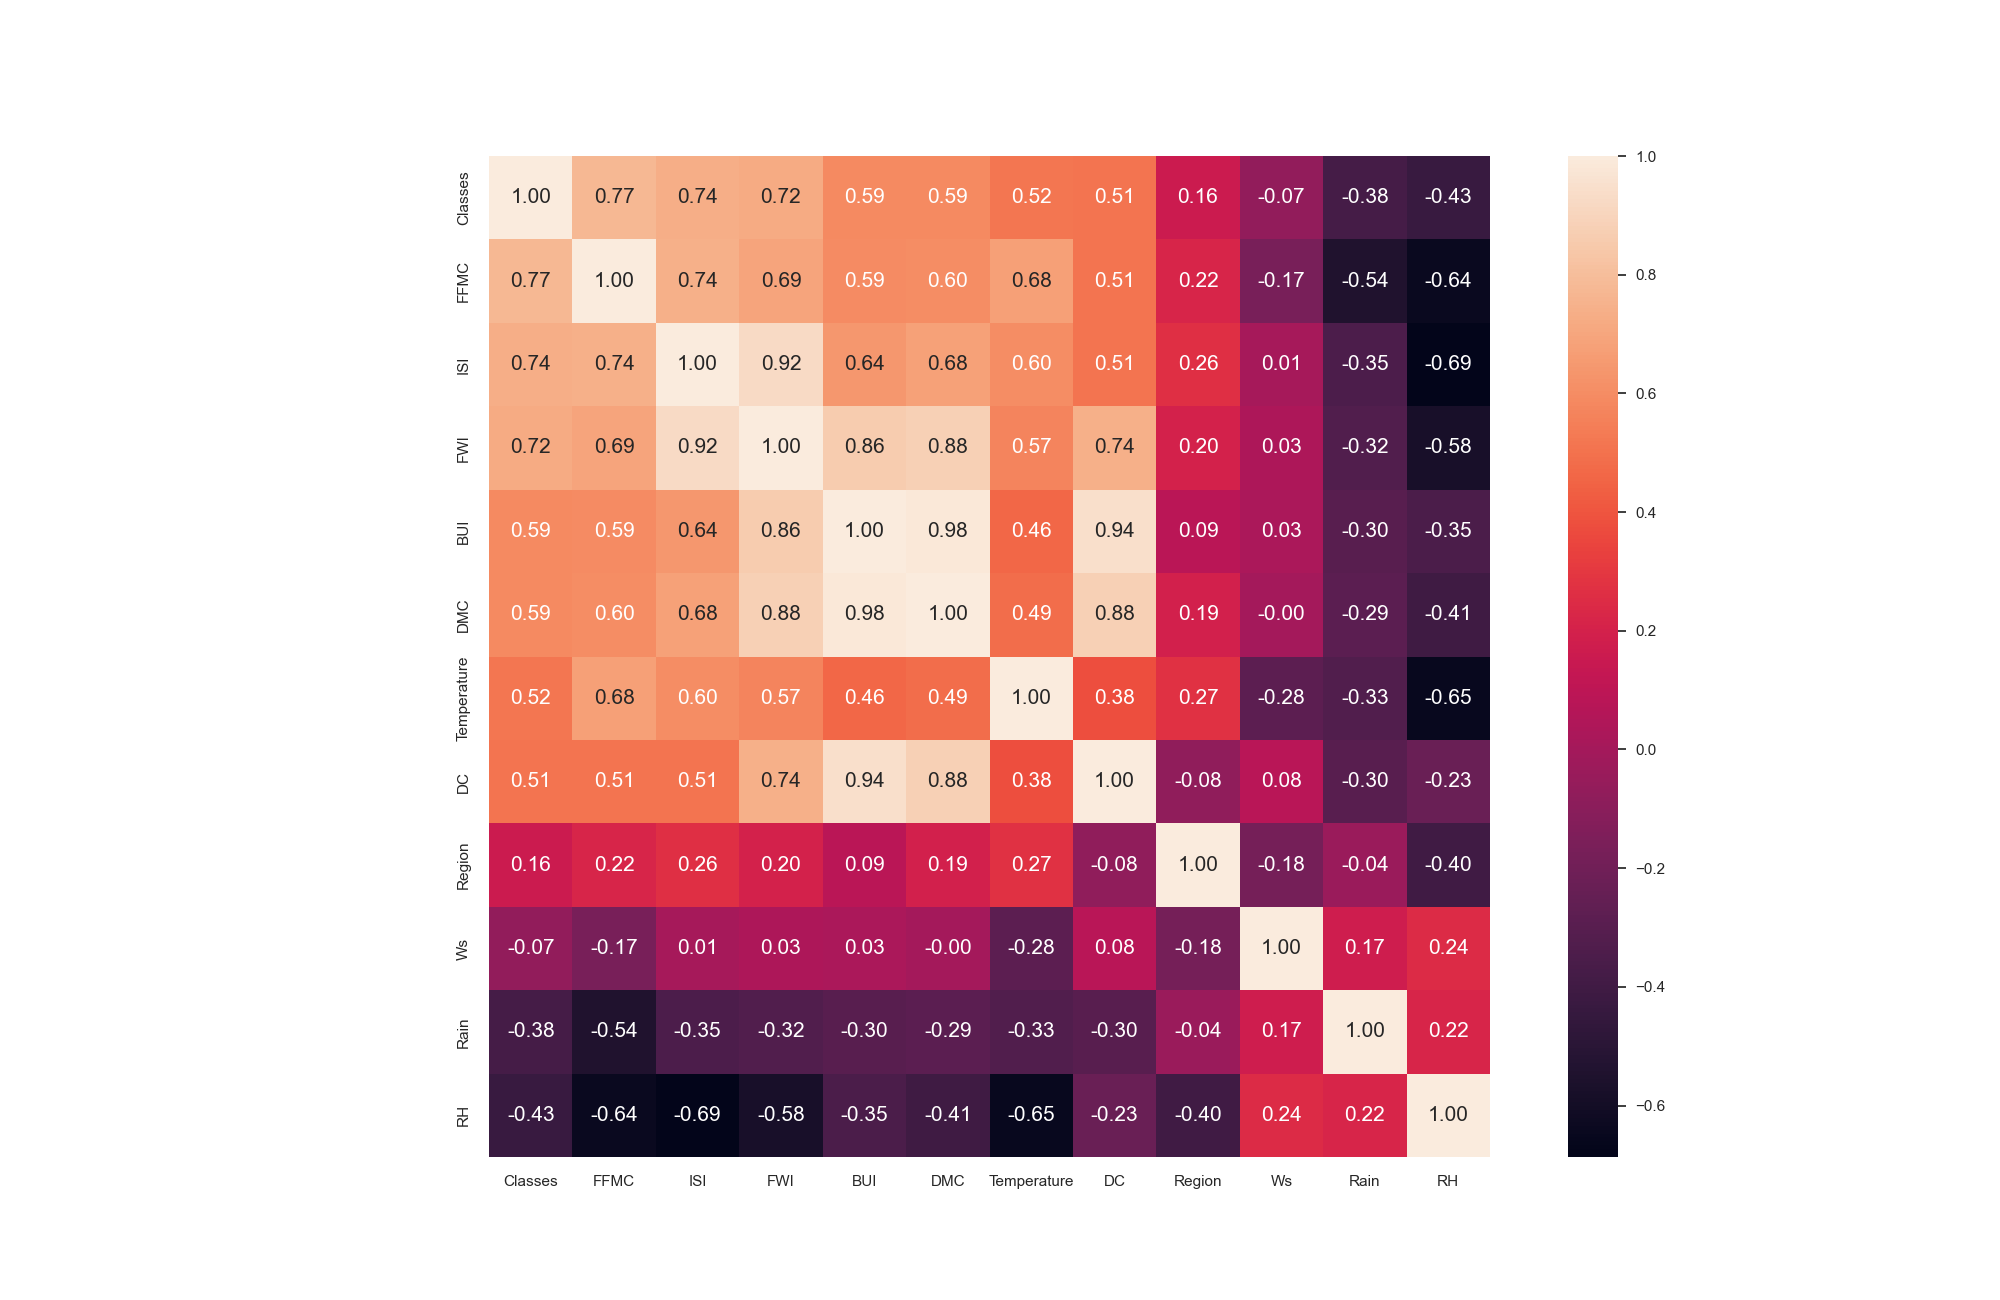 Classes 1.00 0.77 0.74 0.72 0.59 0.59 0.52 0.51 0.16 -0.07 -0.38 -0.43
FFMC 0.77 1.00 0.74 0.69 0.59 0.60 0.68 0.51 0.22 -0.17 -0.54 -0.64
ISI 0.74 0.74 1.00 0.92 0.64 0.68 0.60 0.51 0.26 0.01 -0.35 -0.69
FWI 0.72 0.69 0.92 1.00 0.86 0.88 0.57 0.74 0.20 0.03 -0.32 -0.58
BUI 0.59 0.59 0.64 0.86 1.00 0.98 0.46 0.94 0.09 0.03 -0.30 -0.35
DMC 0.59 0.60 0.68 0.88 0.98 1.00 0.49 0.88 0.19 -0.00 -0.29 -0.41
Temperature 0.52 0.68 0.60 0.57 0.46 0.49 1.00 0.38 0.27 -0.28 -0.33 -0.65
DC 0.51 0.51 0.51 0.74 0.94 0.88 0.38 1.00 -0.08 0.08 -0.30 -0.23
Region 0.16 0.22 0.26 0.20 0.09 0.19 0.27 -0.08 1.00 -0.18 -0.04 -0.40
Ws -0.07 -0.17 0.01 0.03 0.03 -0.00 -0.28 0.08 -0.18 1.00 0.17 0.24
Rain -0.38 -0.54 -0.35 -0.32 -0.30 -0.29 -0.33 -0.30 -0.04 0.17 1.00 0.22
RH -0.43 -0.64 -0.69 -0.58 -0.35 -0.41 -0.65 -0.23 -0.40 0.24 0.22 1.00
Classes FFMC ISI FWI BUI DMC Temperature DC Region Ws Rain RH
1.0
0.8
0.6
0.4
0.2
0.0
−0.2
−0.4
−0.6